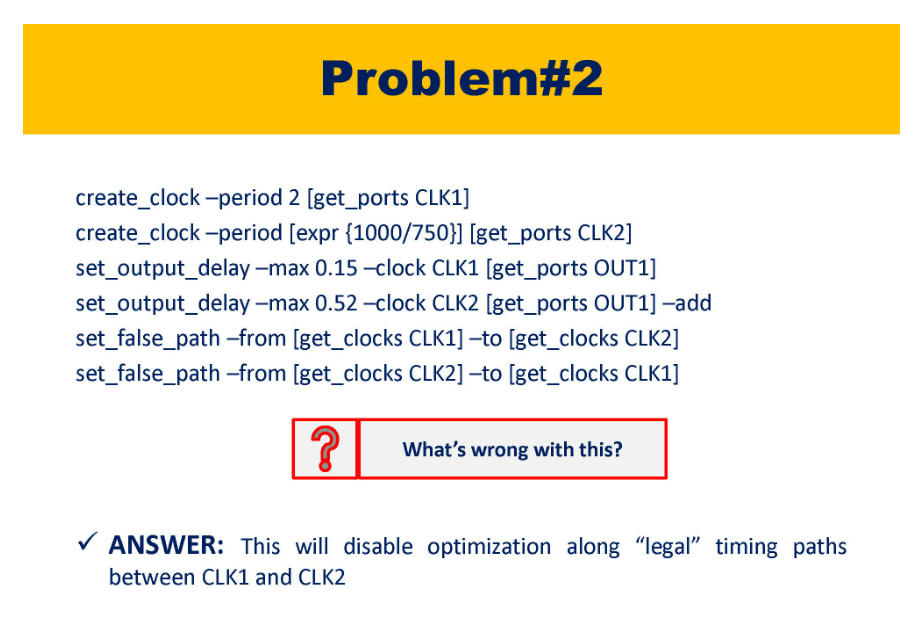 Problem#2
create_clock –period 2 [get_ports CLK1]
create_clock –period [expr {1000/750}] [get_ports CLK2]
set_output_delay –max 0.15 –clock CLK1 [get_ports OUT1]
set_output_delay –max 0.52 –clock CLK2 [get_ports OUT1] –add
set_false_path –from [get_clocks CLK1] –to [get_clocks CLK2]
set_false_path –from [get_clocks CLK2] –to [get_clocks CLK1]
? What’s wrong with this?
✓ ANSWER: This will disable optimization along “legal” timing paths
between CLK1 and CLK2